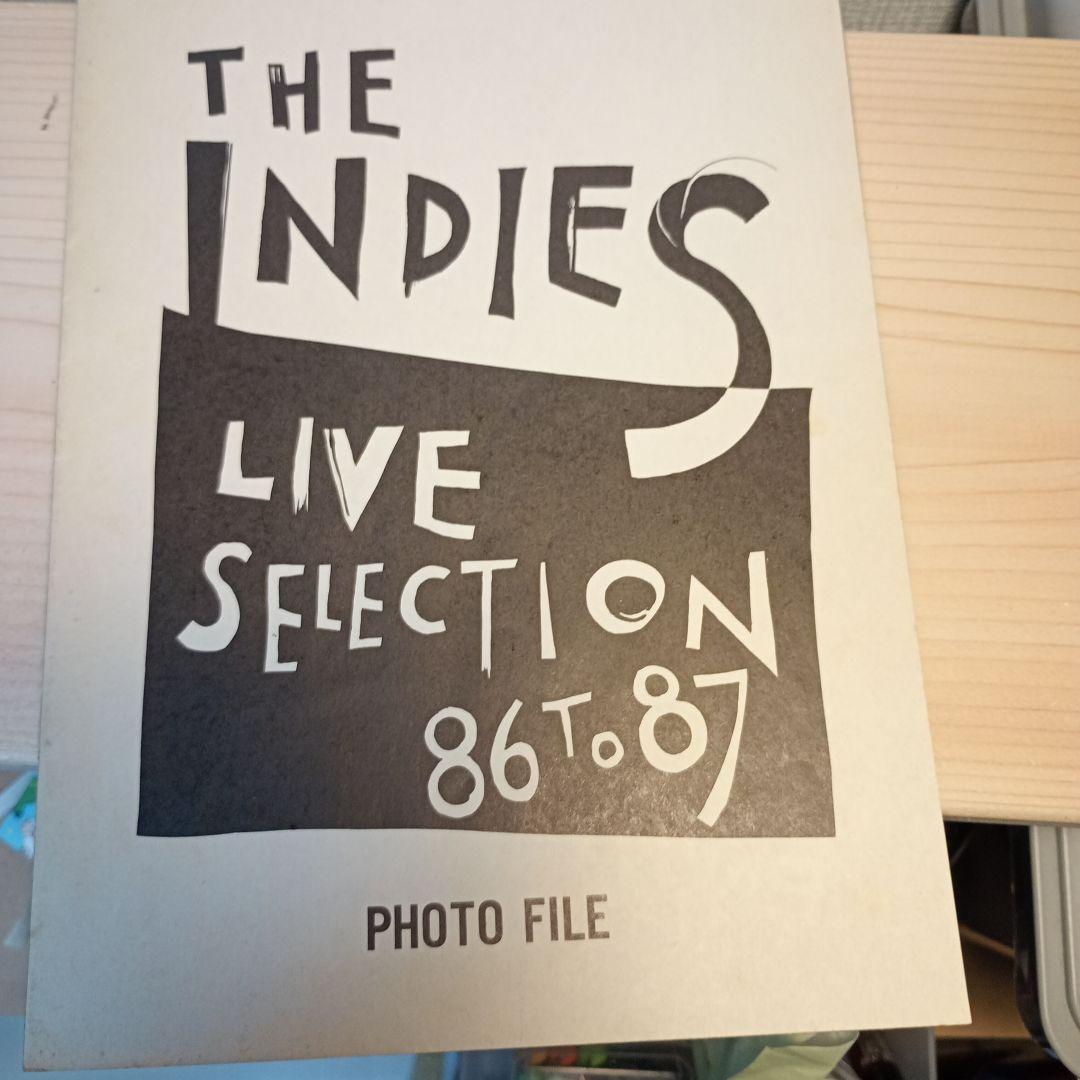 THE
INDIES
LIVE
SELECTION
86 To 87
PHOTO FILE